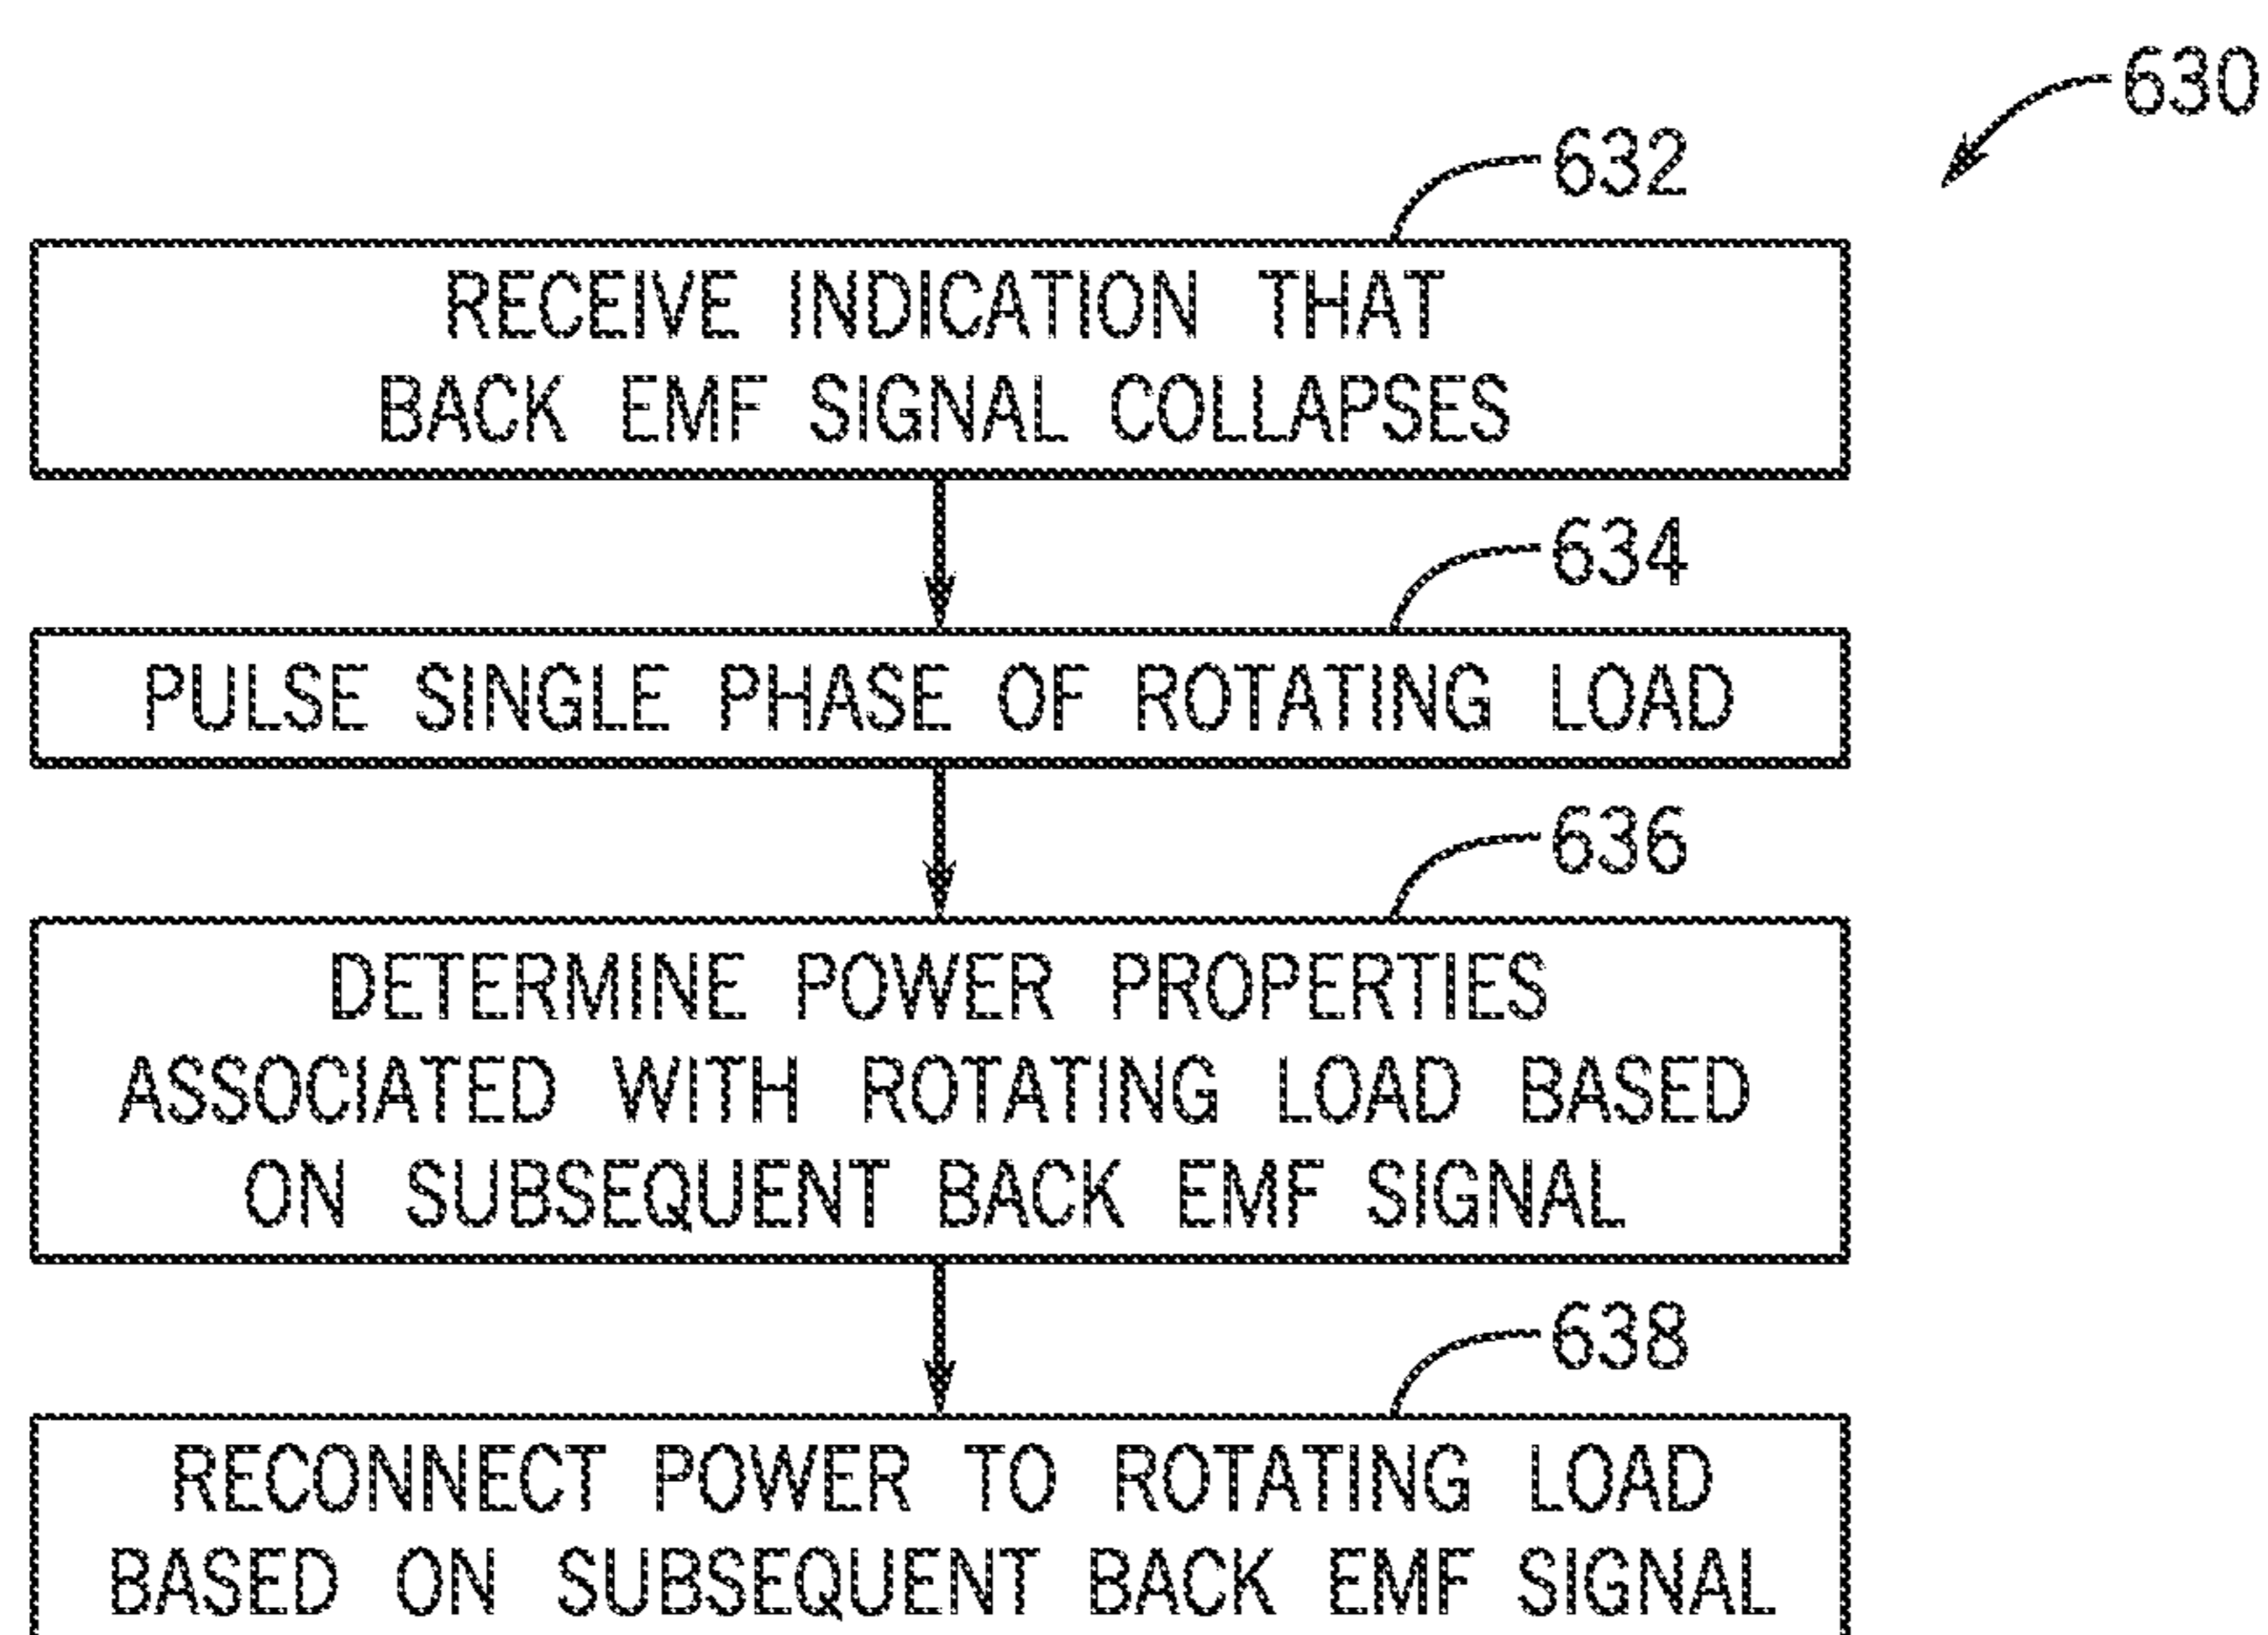 630
632
RECEIVE INDICATION THAT
BACK EMF SIGNAL COLLAPSES
634
PULSE SINGLE PHASE OF ROTATING LOAD
636
DETERMINE POWER PROPERTIES
ASSOCIATED WITH ROTATING LOAD BASED
ON SUBSEQUENT BACK EMF SIGNAL
638
RECONNECT POWER TO ROTATING LOAD
BASED ON SUBSEQUENT BACK EMF SIGNAL